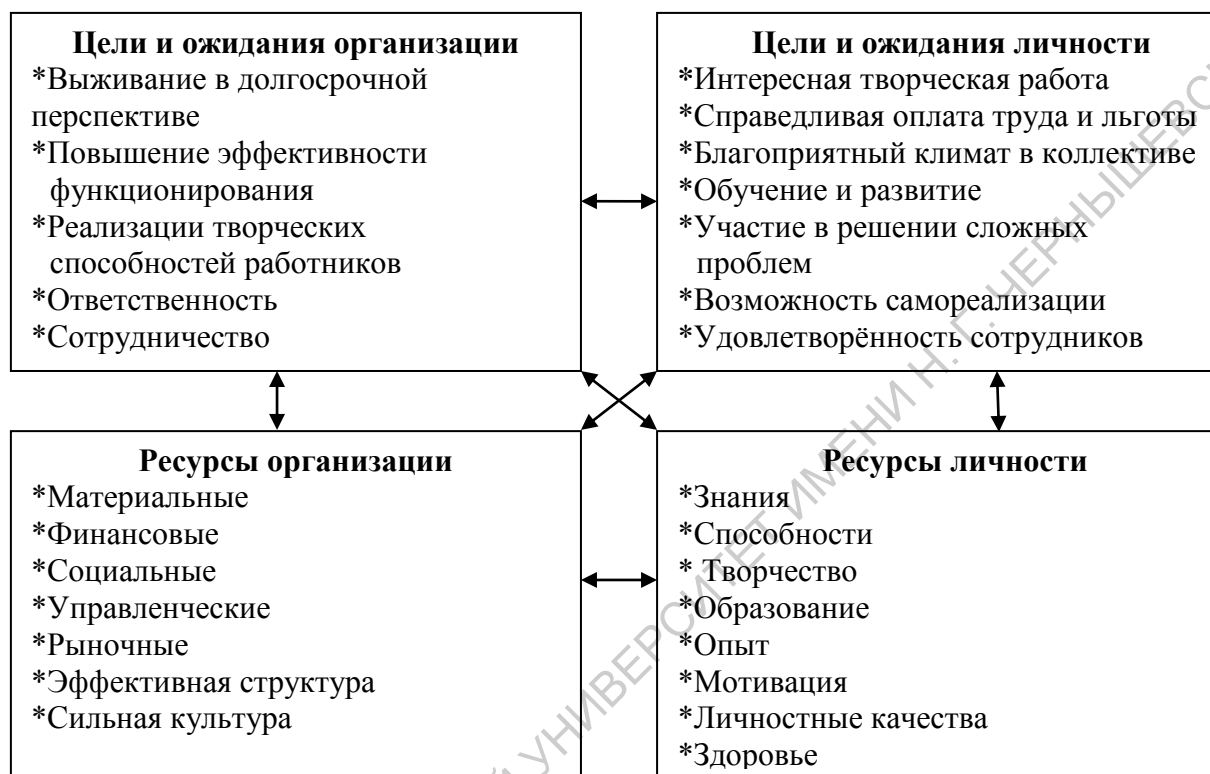 Цели и ожидания организации
*Выживание в долгосрочной
перспективе
*Повышение эффективности
функционирования
*Реализации творческих
способностей работников
*Ответственность
*Сотрудничество
Цели и ожидания личности
*Интересная творческая работа
*Справедливая оплата труда и льготы
*Благоприятный климат в коллективе
*Обучение и развитие
*Участие в решении сложных
проблем
*Возможность самореализации
*Удовлетворённость сотрудников
Ресурсы организации
*Материальные
*Финансовые
*Социальные
*Управленческие
*Рыночные
*Эффективная структура
*Сильная культура
Ресурсы личности
*Знания
*Способности
* Творчество
*Образование
*Опыт
*Мотивация
*Личностные качества
*Здоровье
УНИВЕРСИТЕТ ИМЕНИ Н. Г.